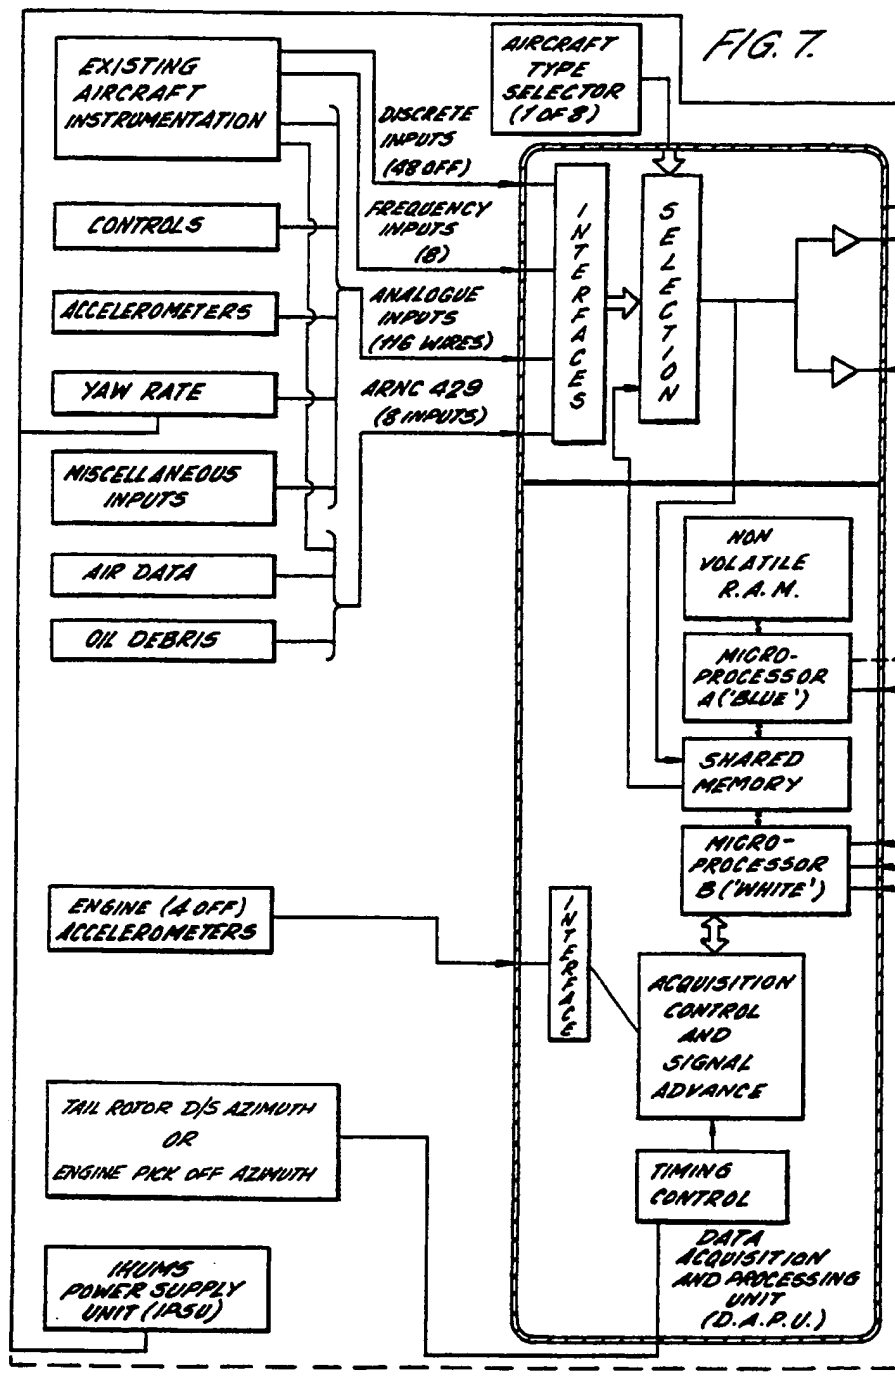 FIG. 7.
EXISTING
AIRCRAFT
INSTRUMENTATION
CONTROLS
ACCELEROMETERS
YAW RATE
MISCELLANEOUS
INPUTS
AIR DATA
OIL DEBRIS
DISCRETE
INPUTS
(48 OFF)
FREQUENCY
INPUTS
(8)
ANALOGUE
INPUTS
(116 WIRES)
ARNC 429
(8 INPUTS)
AIRCRAFT
TYPE
SELECTOR
(1 OF 8)
INTERFACES
SELECTION
NON
VOLATILE
R.A.M.
MICRO-
PROCESSOR
A ('BLUE')
SHARED
MEMORY
MICRO-
PROCESSOR
B ('WHITE')
ENGINE (4 OFF)
ACCELEROMETERS
INTERFACE
ACQUISITION
CONTROL
AND
SIGNAL
ADVANCE
TAIL ROTOR D/S AZIMUTH
OR
ENGINE PICK OFF AZIMUTH
TIMING
CONTROL
IHUMS
POWER SUPPLY
UNIT (IPSU)
DATA
ACQUISITION
AND PROCESSING
UNIT
(D.A.P.U.)